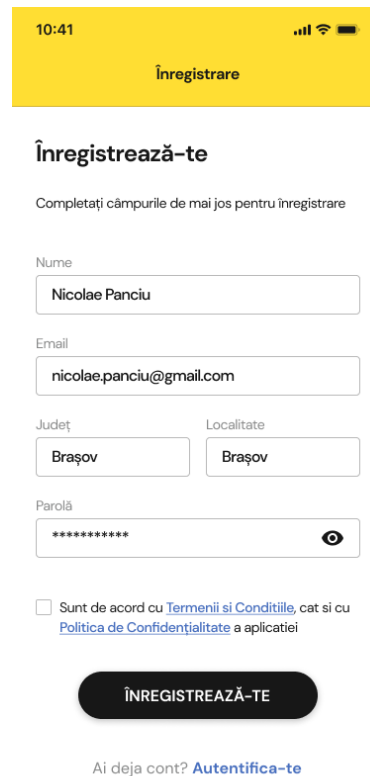 10:41
Înregistrare
Înregistrează-te
Completați câmpurile de mai jos pentru înregistrare
Nume
Nicolae Panciu
Email
nicolae.panciu@gmail.com
Județ Localitate
Brașov Brașov
Parolă
***********
Sunt de acord cu Termenii si Conditiile, cat si cu
Politica de Confidențialitate a aplicatiei
ÎNREGISTREAZĂ-TE
Ai deja cont? Autentifica-te